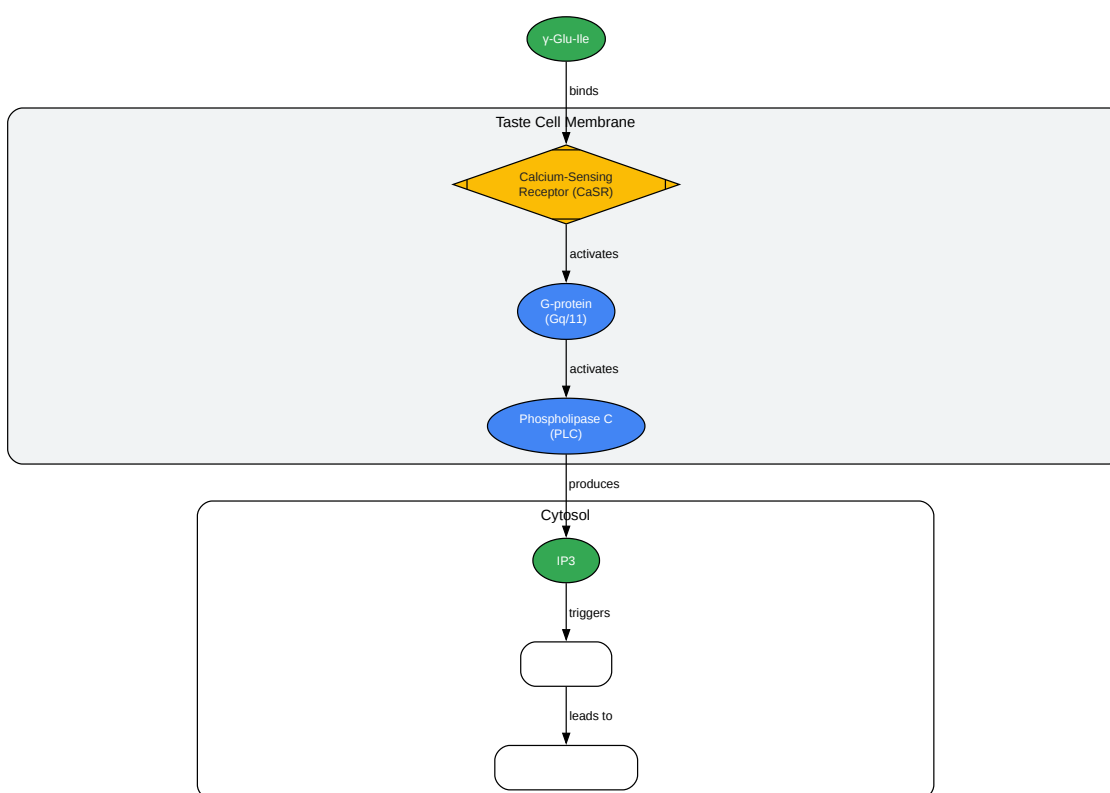 γ-Glu-Ile
binds
Taste Cell Membrane
Calcium-Sensing
Receptor (CaSR)
activates
G-protein
(Gq/11)
activates
Phospholipase C
(PLC)
produces
Cytosol
IP3
triggers
leads to